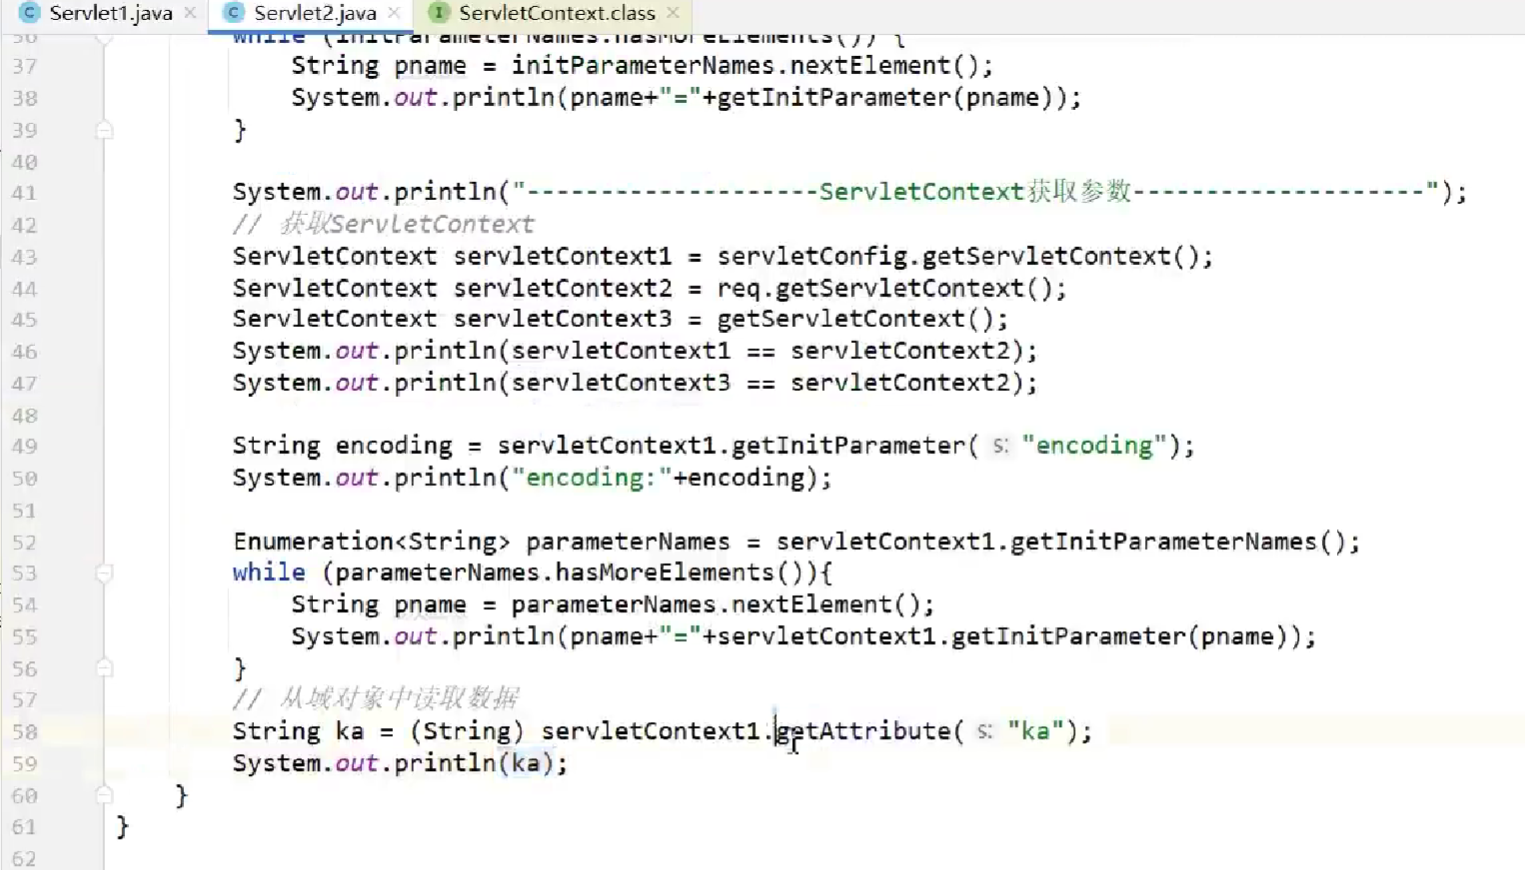 Servlet1.java × Servlet2.java × ServletContext.class ×
36 while (initParameterNames.hasMoreElements()) {
37 String pname = initParameterNames.nextElement();
38 System.out.println(pname+"="+getInitParameter(pname));
39 }
40
41 System.out.println("--------------------ServletContext获取参数--------------------");
42 // 获取ServletContext
43 ServletContext servletContext1 = servletConfig.getServletContext();
44 ServletContext servletContext2 = req.getServletContext();
45 ServletContext servletContext3 = getServletContext();
46 System.out.println(servletContext1 == servletContext2);
47 System.out.println(servletContext3 == servletContext2);
48
49 String encoding = servletContext1.getInitParameter( s: "encoding");
50 System.out.println("encoding:"+encoding);
51
52 Enumeration<String> parameterNames = servletContext1.getInitParameterNames();
53 while (parameterNames.hasMoreElements()){
54 String pname = parameterNames.nextElement();
55 System.out.println(pname+"="+servletContext1.getInitParameter(pname));
56 }
57 // 从域对象中读取数据
58 String ka = (String) servletContext1.getAttribute( s: "ka");
59 System.out.println(ka);
60 }
61 }
62